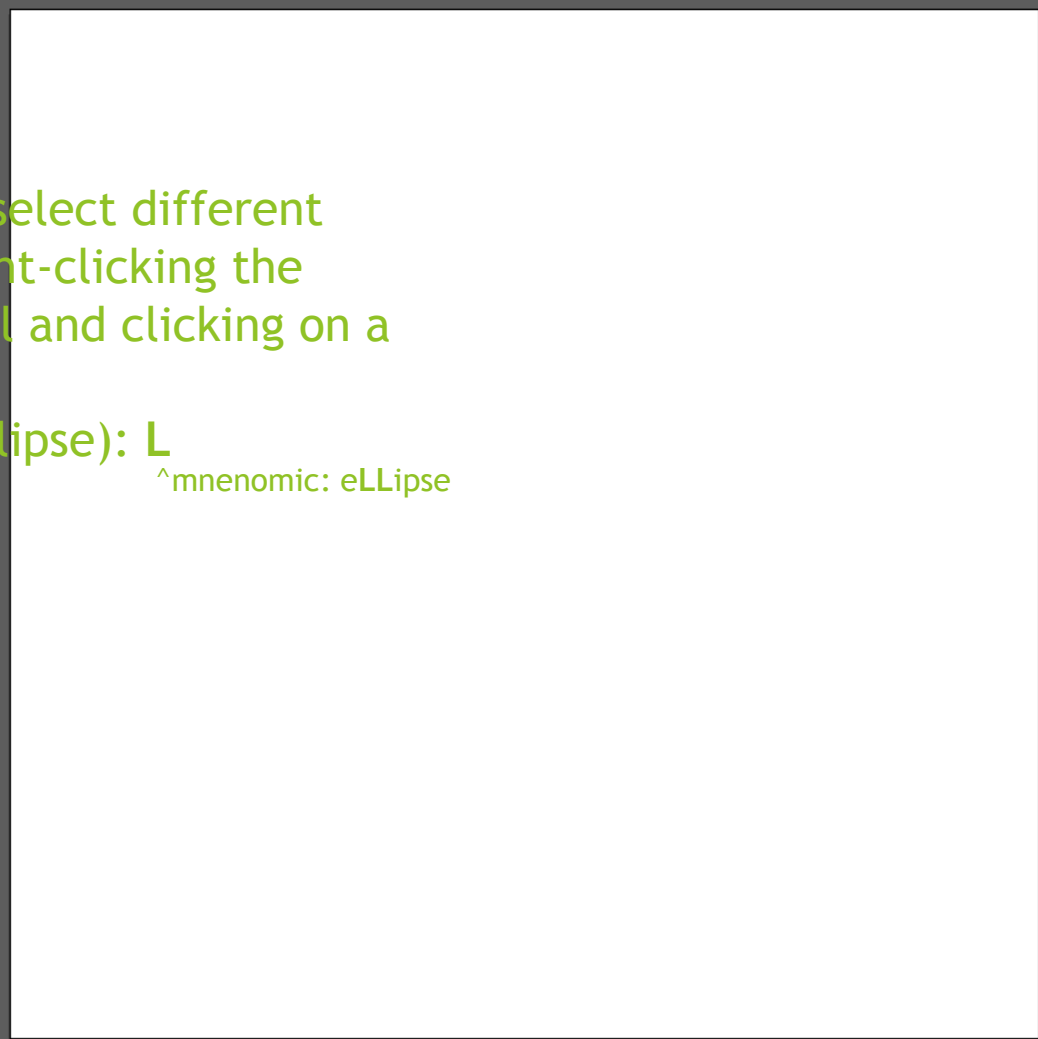 select different
nt-clicking the
l and clicking on a
lipse): L
^mnenomic: eLLipse